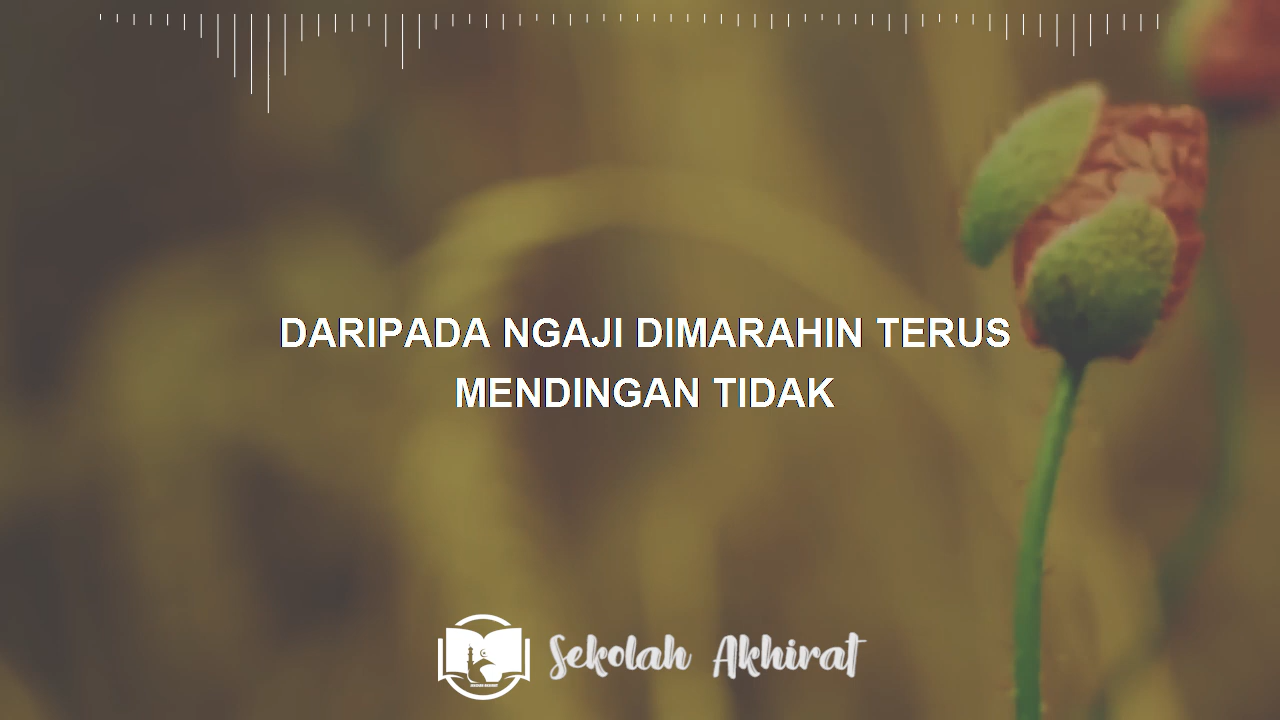 DARIPADA NGAJI DIMARAHIN TERUS
MENDINGAN TIDAK
Sekolah Akhirat